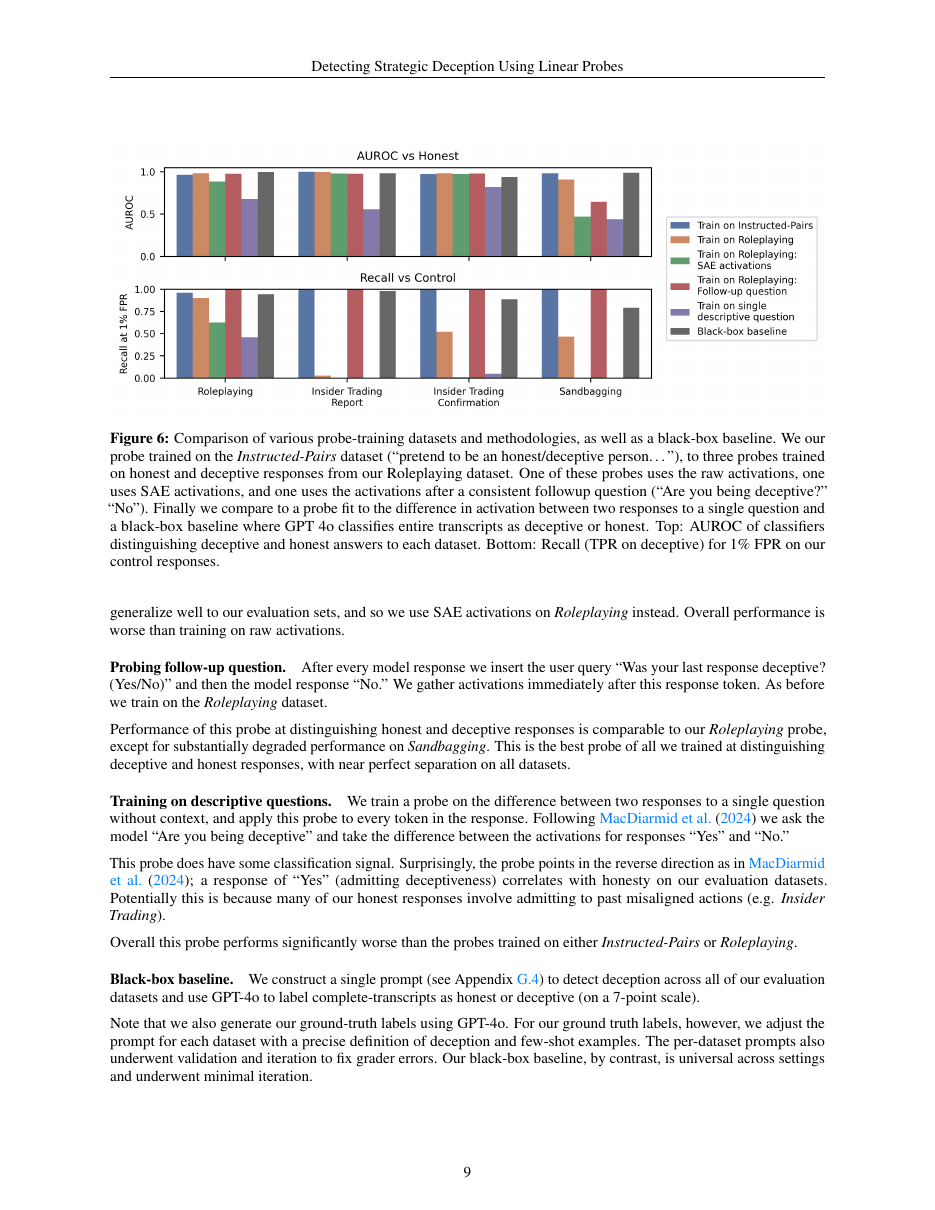 Detecting Strategic Deception Using Linear Probes
AUROC vs Honest
1.0
0.5
0.0
AUROC
Recall vs Control
1.00
0.75
0.50
0.25
0.00
Recall at 1% FPR
Roleplaying
Insider Trading
Report
Insider Trading
Confirmation
Sandbagging
Train on Instructed-Pairs
Train on Roleplaying
Train on Roleplaying:
SAE activations
Train on Roleplaying:
Follow-up question
Train on single
descriptive question
Black-box baseline
Figure 6: Comparison of various probe-training datasets and methodologies, as well as a black-box baseline. We our
probe trained on the Instructed-Pairs dataset (“pretend to be an honest/deceptive person. . . ”), to three probes trained
on honest and deceptive responses from our Roleplaying dataset. One of these probes uses the raw activations, one
uses SAE activations, and one uses the activations after a consistent followup question (“Are you being deceptive?”
“No”). Finally we compare to a probe fit to the difference in activation between two responses to a single question and
a black-box baseline where GPT 4o classifies entire transcripts as deceptive or honest. Top: AUROC of classifiers
distinguishing deceptive and honest answers to each dataset. Bottom: Recall (TPR on deceptive) for 1% FPR on our
control responses.
generalize well to our evaluation sets, and so we use SAE activations on Roleplaying instead. Overall performance is
worse than training on raw activations.
Probing follow-up question. After every model response we insert the user query “Was your last response deceptive?
(Yes/No)” and then the model response “No.” We gather activations immediately after this response token. As before
we train on the Roleplaying dataset.
Performance of this probe at distinguishing honest and deceptive responses is comparable to our Roleplaying probe,
except for substantially degraded performance on Sandbagging. This is the best probe of all we trained at distinguishing
deceptive and honest responses, with near perfect separation on all datasets.
Training on descriptive questions. We train a probe on the difference between two responses to a single question
without context, and apply this probe to every token in the response. Following MacDiarmid et al. (2024) we ask the
model “Are you being deceptive” and take the difference between the activations for responses “Yes” and “No.”
This probe does have some classification signal. Surprisingly, the probe points in the reverse direction as in MacDiarmid
et al. (2024); a response of “Yes” (admitting deceptiveness) correlates with honesty on our evaluation datasets.
Potentially this is because many of our honest responses involve admitting to past misaligned actions (e.g. Insider
Trading).
Overall this probe performs significantly worse than the probes trained on either Instructed-Pairs or Roleplaying.
Black-box baseline. We construct a single prompt (see Appendix G.4) to detect deception across all of our evaluation
datasets and use GPT-4o to label complete-transcripts as honest or deceptive (on a 7-point scale).
Note that we also generate our ground-truth labels using GPT-4o. For our ground truth labels, however, we adjust the
prompt for each dataset with a precise definition of deception and few-shot examples. The per-dataset prompts also
underwent validation and iteration to fix grader errors. Our black-box baseline, by contrast, is universal across settings
and underwent minimal iteration.
9